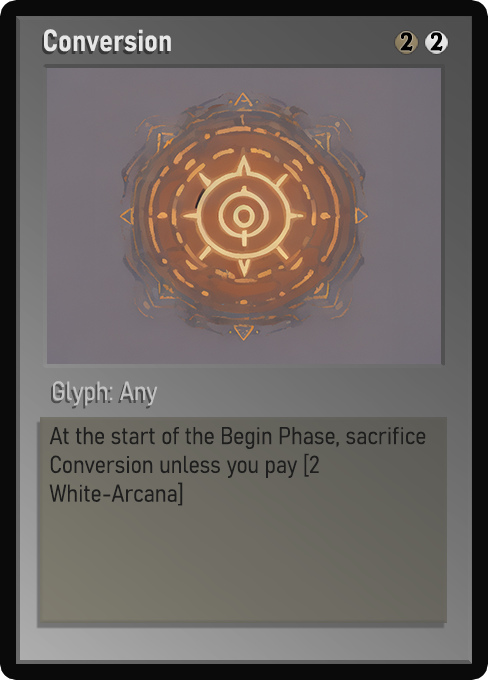 Conversion 2 2
Glyph: Any
At the start of the Begin Phase, sacrifice
Conversion unless you pay [2
White-Arcana]